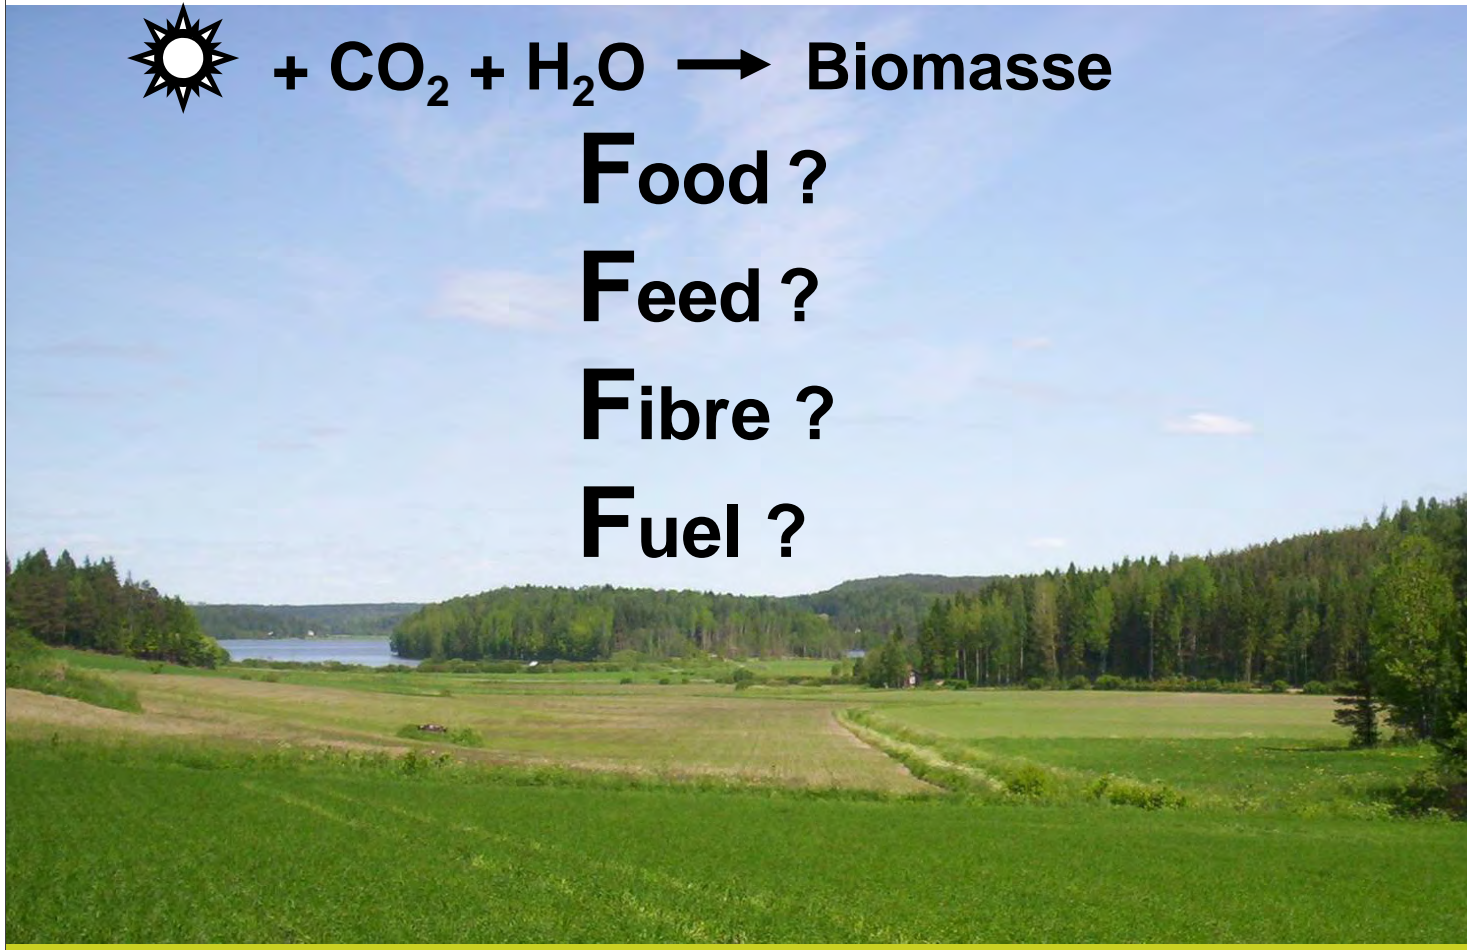 + CO₂ + H₂O → Biomasse
Food ?
Feed ?
Fibre ?
Fuel ?